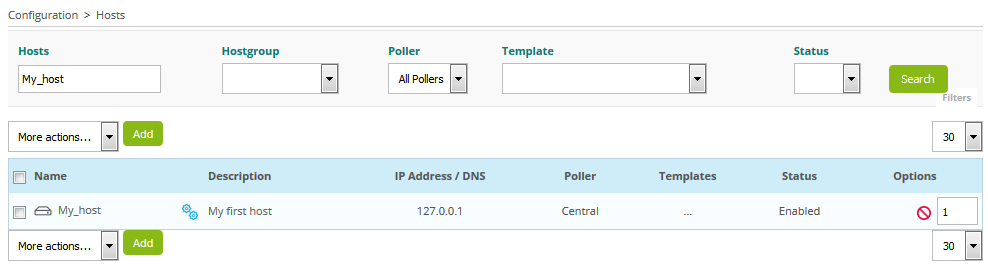 Configuration > Hosts
Hosts Hostgroup Poller Template Status
My_host All Pollers Search
Filters
More actions... Add 30
Name Description IP Address / DNS Poller Templates Status Options
My_host My first host 127.0.0.1 Central ... Enabled 1
More actions... Add 30